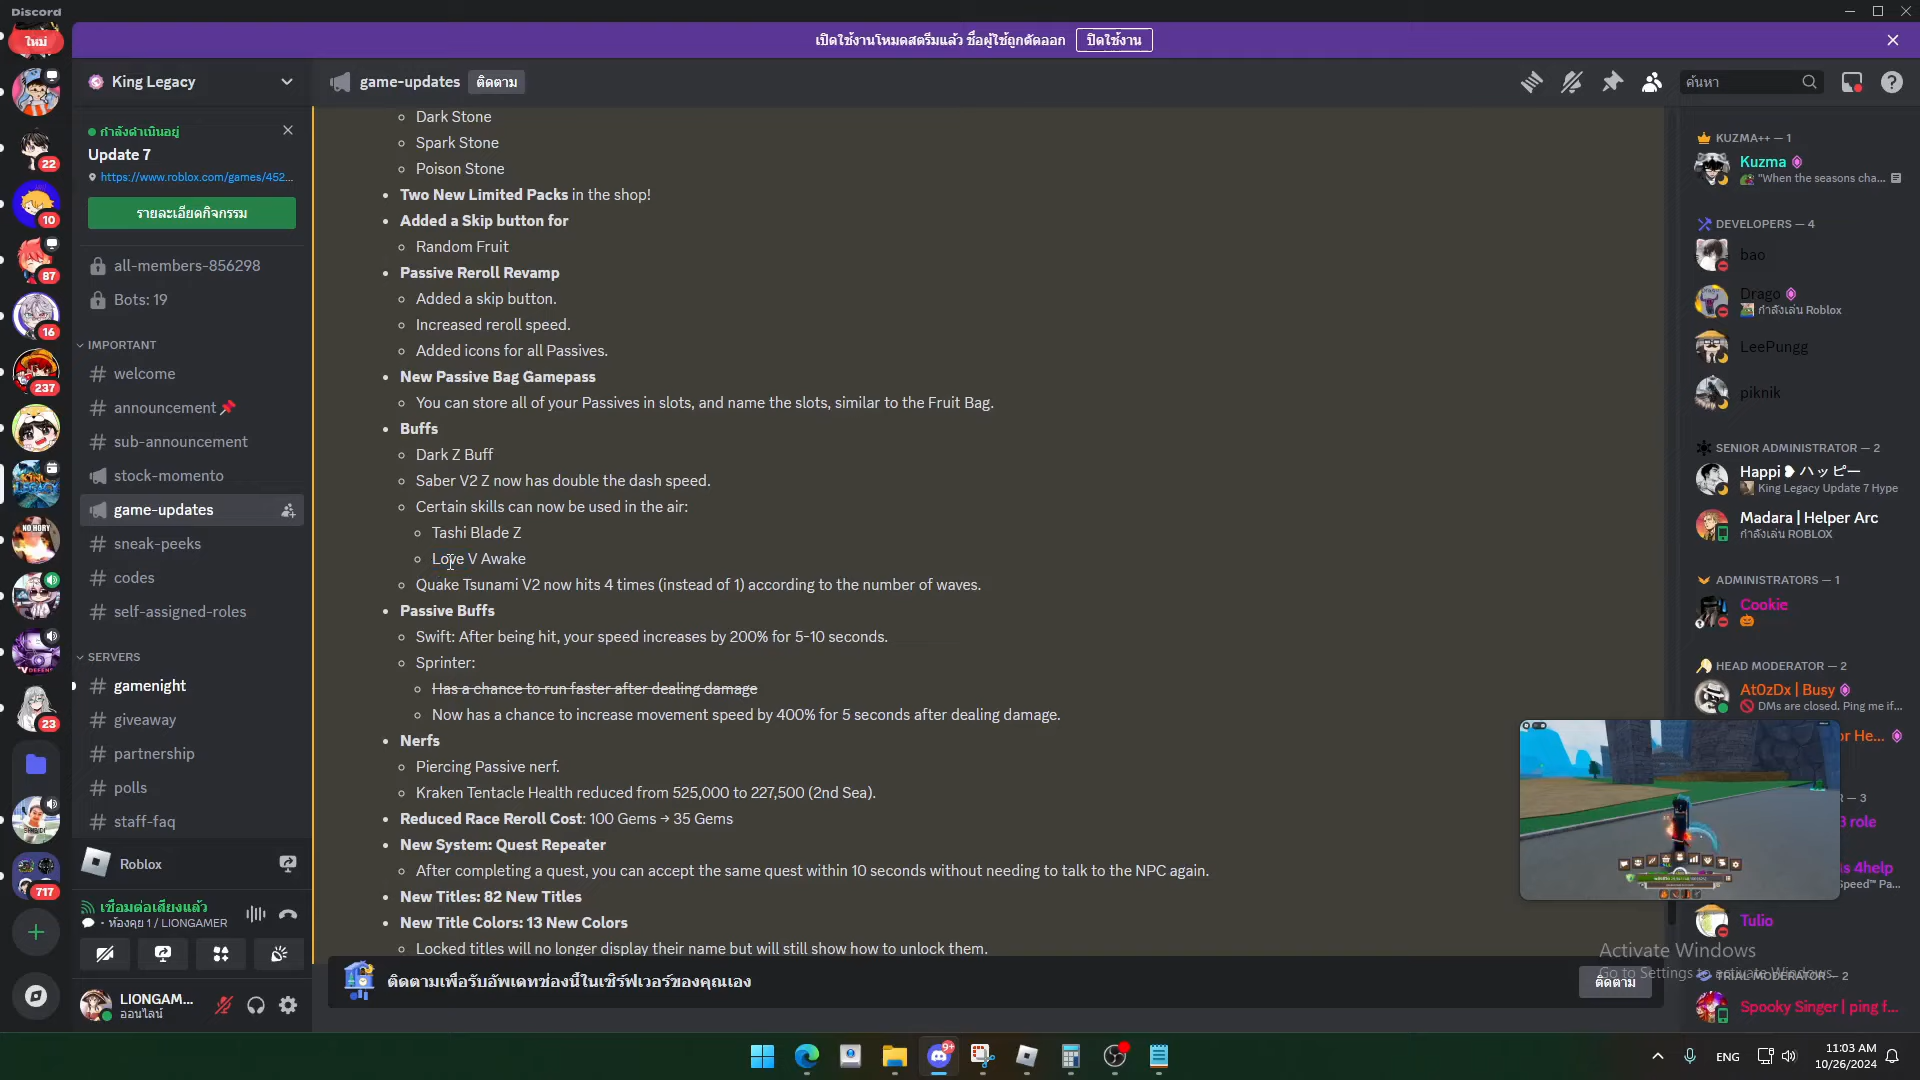 Discord
ใหม่
เปิดใช้งานโหมดสตรีมแล้ว ชื่อผู้ใช้ถูกตัดออก
ปิดใช้งาน
King Legacy
game-updates
ติดตาม
ค้นหา
กำลังดำเนินอยู่
Update 7
https://www.roblox.com/games/452...
รายละเอียดกิจกรรม
all-members-856298
Bots: 19
IMPORTANT
welcome
announcement📌
sub-announcement
stock-momento
game-updates
sneak-peeks
codes
self-assigned-roles
SERVERS
gamenight
giveaway
partnership
polls
staff-faq
Roblox
เชื่อมต่อเสียงแล้ว
ห้องคุย 1 / LIONGAMER
LIONGAM...
ออนไลน์
22
10
87
16
237
23
717
Dark Stone
Spark Stone
Poison Stone
Two New Limited Packs in the shop!
Added a Skip button for
Random Fruit
Passive Reroll Revamp
Added a skip button.
Increased reroll speed.
Added icons for all Passives.
New Passive Bag Gamepass
You can store all of your Passives in slots, and name the slots, similar to the Fruit Bag.
Buffs
Dark Z Buff
Saber V2 Z now has double the dash speed.
Certain skills can now be used in the air:
Tashi Blade Z
Love V Awake
Quake Tsunami V2 now hits 4 times (instead of 1) according to the number of waves.
Passive Buffs
Swift: After being hit, your speed increases by 200% for 5-10 seconds.
Sprinter:
Has a chance to run faster after dealing damage
Now has a chance to increase movement speed by 400% for 5 seconds after dealing damage.
Nerfs
Piercing Passive nerf.
Kraken Tentacle Health reduced from 525,000 to 227,500 (2nd Sea).
Reduced Race Reroll Cost: 100 Gems → 35 Gems
New System: Quest Repeater
After completing a quest, you can accept the same quest within 10 seconds without needing to talk to the NPC again.
New Titles: 82 New Titles
New Title Colors: 13 New Colors
Locked titles will no longer display their name but will still show how to unlock them.
ติดตามเพื่อรับอัพเดทช่องนี้ในเซิร์ฟเวอร์ของคุณเอง
ติดตาม
KUZMA++ — 1
Kuzma
"When the seasons cha...
DEVELOPERS — 4
bao
Drago
กำลังเล่น Roblox
LeePungg
piknik
SENIOR ADMINISTRATOR — 2
Happi ❥ ハッピー
King Legacy Update 7 Hype
Madara | Helper Arc
กำลังเล่น ROBLOX
ADMINISTRATORS — 1
Cookie
HEAD MODERATOR — 2
At0zDx | Busy
DMs are closed. Ping me if...
or He...
R — 3
3 role
is 4help
Speed™ Pa...
Tulio
Activate Windows
Go to Settings to activate Windows.
TRIAL MODERATOR — 2
Spooky Singer | ping f...
9+
ENG
11:03 AM
10/26/2024